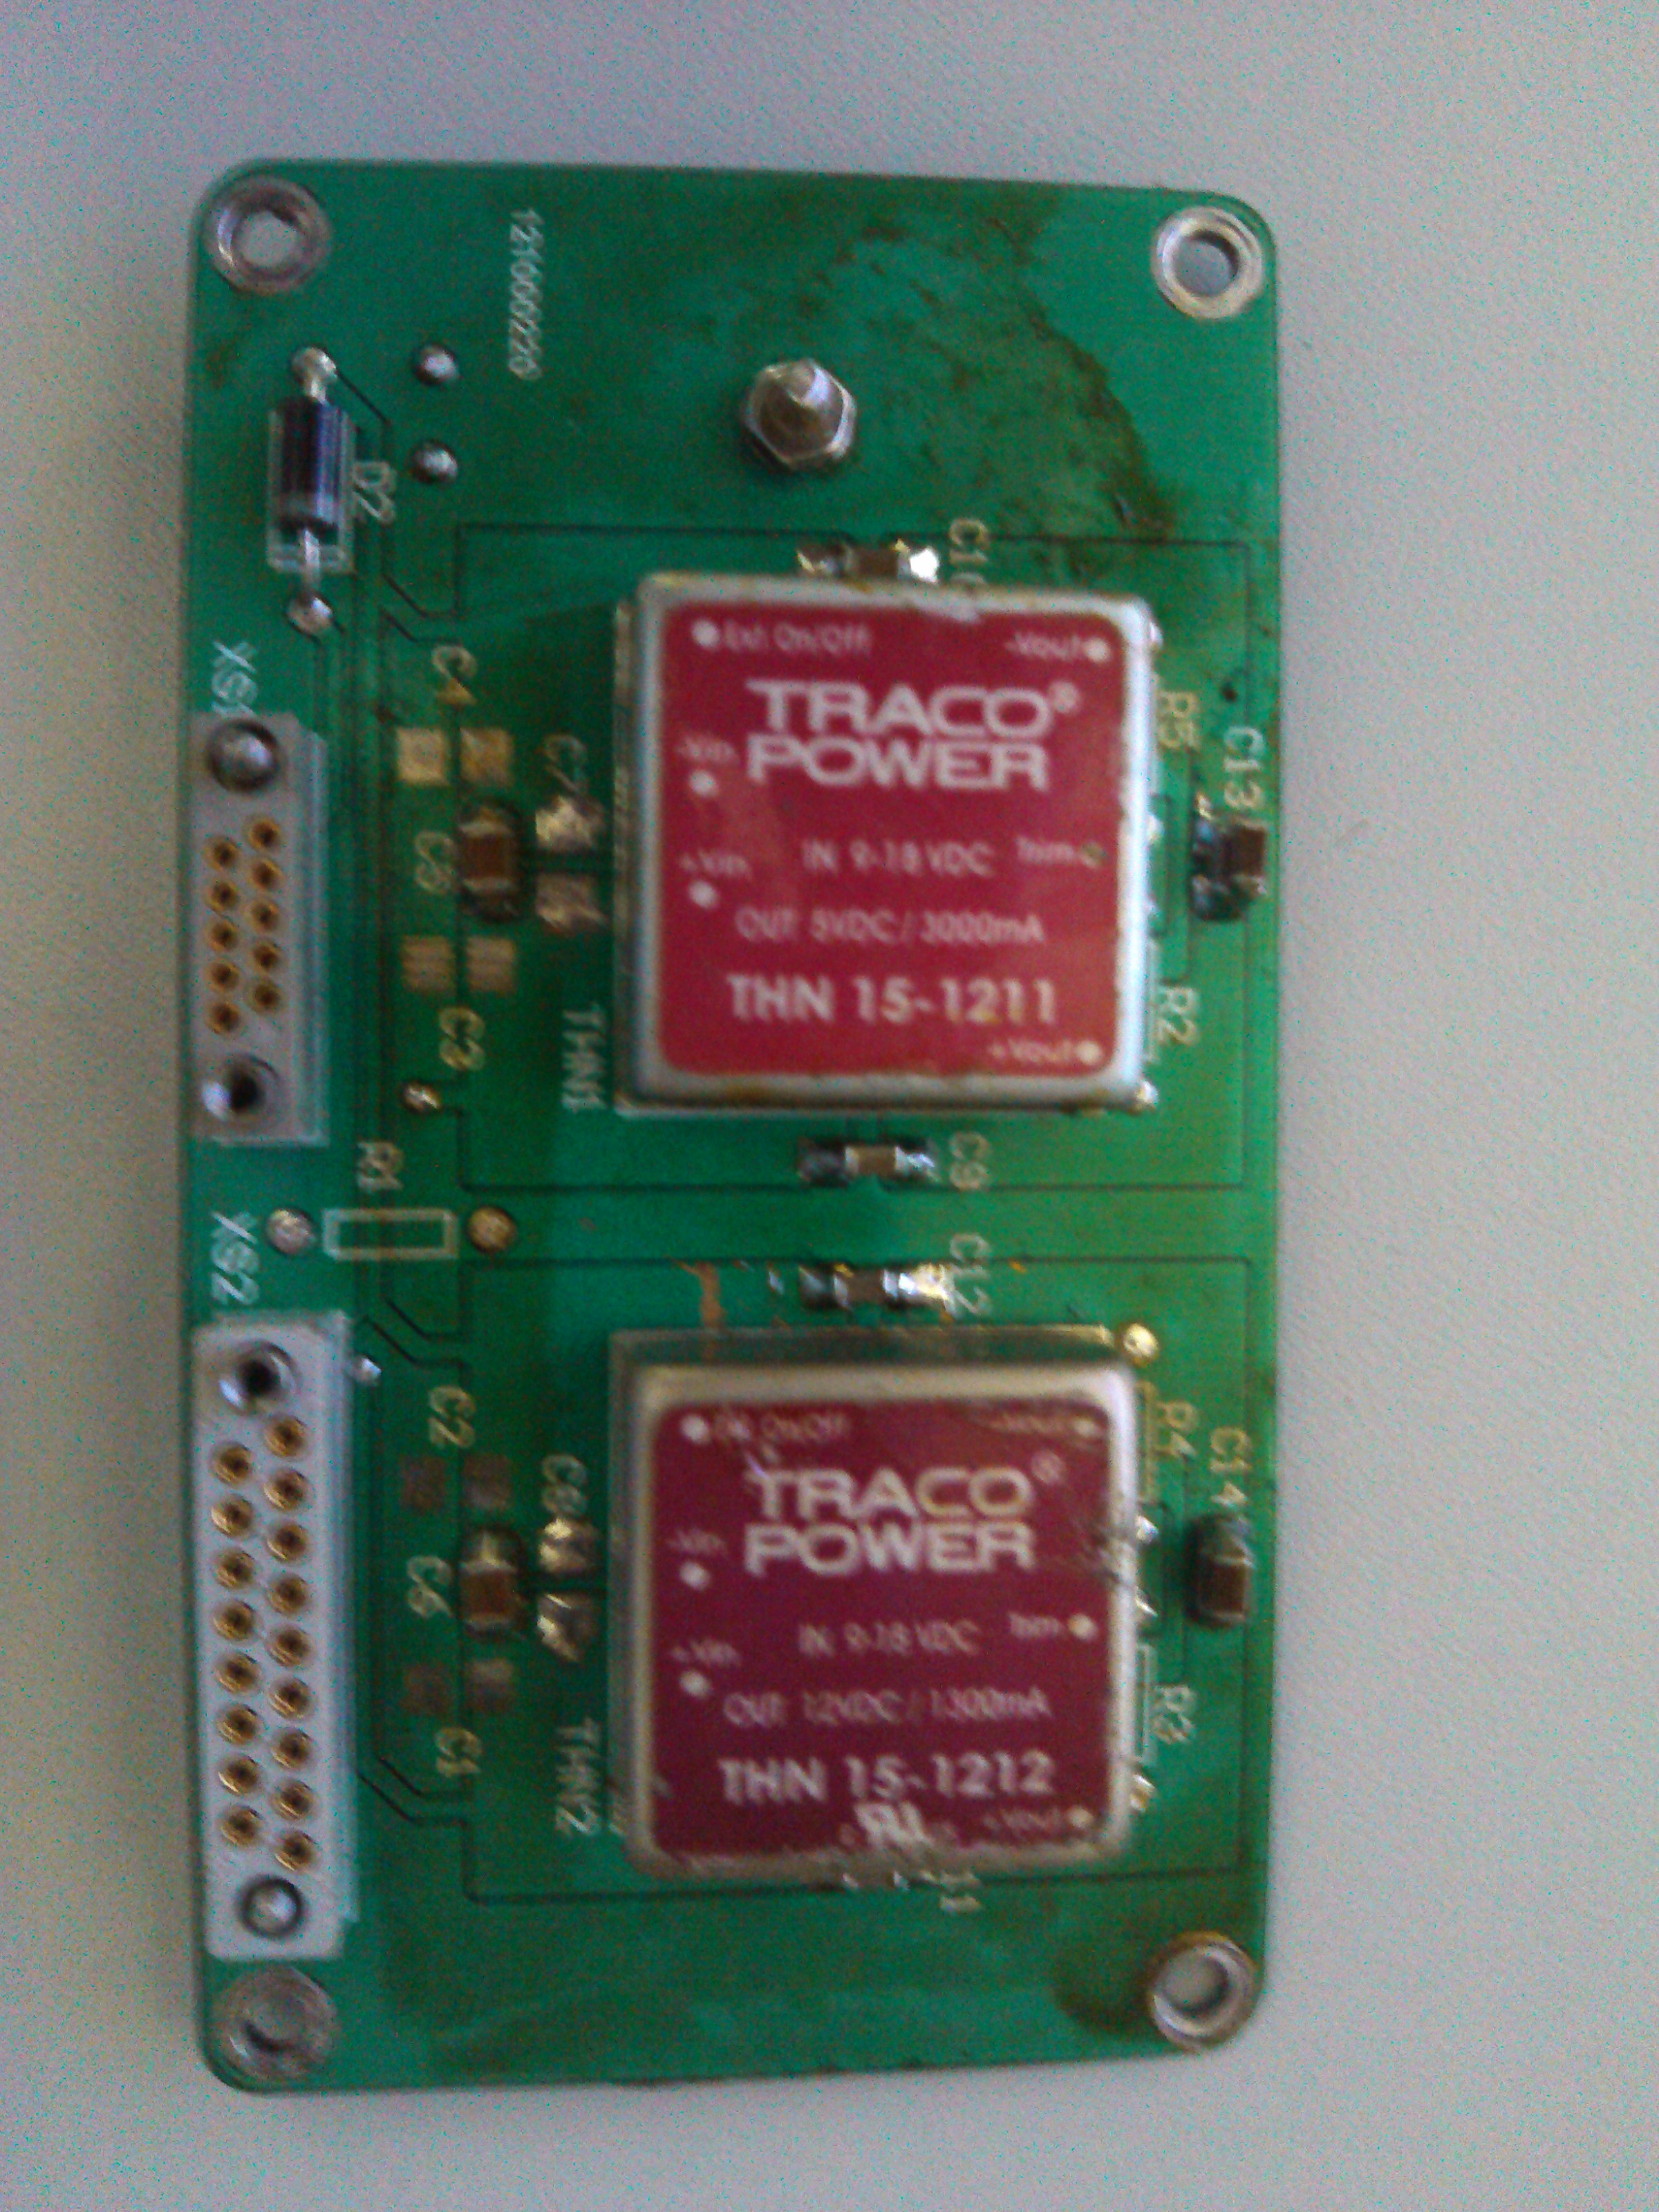 121666226
D2
C10
XS1
C4
Ext. On/Off
-Vout
TRACO®
POWER
-Vin
R5
C13
C7
C5
+Vin
IN 9-18 VDC
Trim
OUT 5VDC / 3000mA
THN 15-1211
+Vout
R2
C3
THN1
R1
C9
XS2
C12
C2
Ext. On/Off
-Vout
TRACO®
POWER
-Vin
R4
C14
C8
C6
+Vin
IN 9-18 VDC
Trim
OUT 12VDC / 1300mA
THN 15-1212
+Vout
R3
C1
THN2